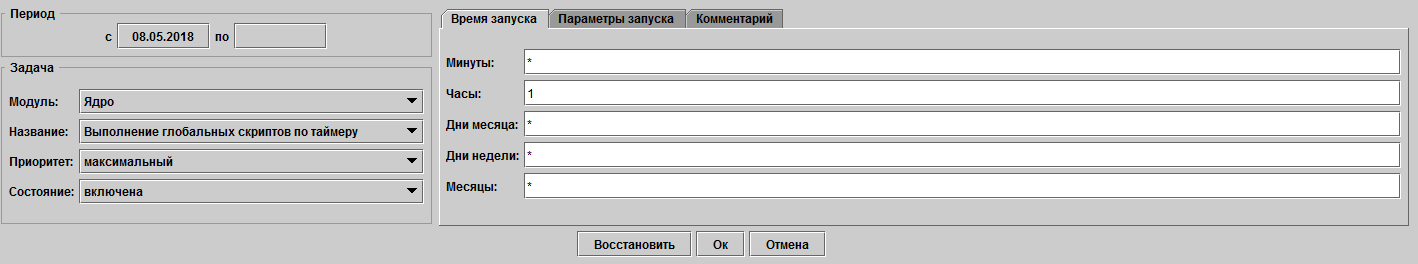 Период
с 08.05.2018 по
Задача
Модуль: Ядро
Название: Выполнение глобальных скриптов по таймеру
Приоритет: максимальный
Состояние: включена
Время запуска Параметры запуска Комментарий
Минуты: *
Часы: 1
Дни месяца: *
Дни недели: *
Месяцы: *
Восстановить Ок Отмена